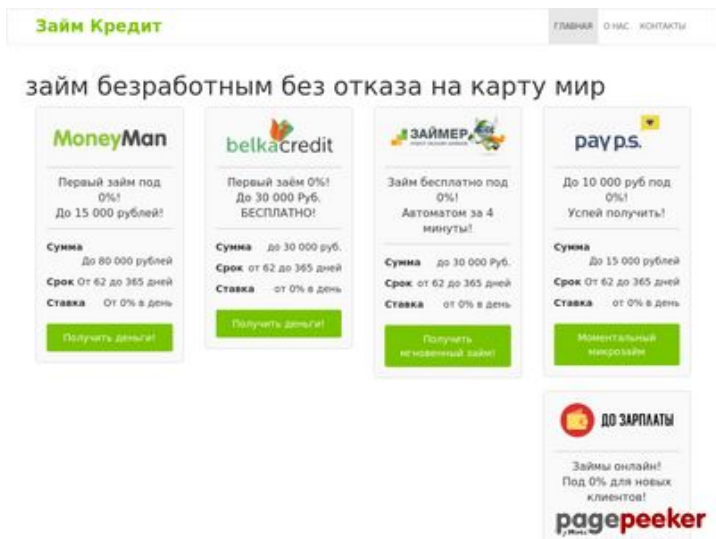 Займ Кредит
ГЛАВНАЯ О НАС КОНТАКТЫ
займ безработным без отказа на карту мир
MoneyMan
Первый займ под
0%!
До 15 000 рублей!
Сумма
До 80 000 рублей
Срок От 62 до 365 дней
Ставка От 0% в день
Получить деньги!
belkacredit
Первый заём 0%!
До 30 000 Руб.
БЕСПЛАТНО!
Сумма до 30 000 руб.
Срок от 62 до 365 дней
Ставка от 0% в день
Получить деньги!
ЗАЙМЕР
Займ бесплатно под
0%!
Автоматом за 4
минуты!
Сумма до 30 000 Руб.
Срок от 62 до 365 дней
Ставка от 0% в день
Получить
мгновенный займ!
pay p.s.
До 10 000 руб под
0%!
Успей получить!
Сумма
До 15 000 рублей
Срок От 62 до 365 дней
Ставка от 0% в день
Моментальный
микрозайм
ДО ЗАРПЛАТЫ
Займы онлайн!
Под 0% для новых
клиентов!
pagepeeker